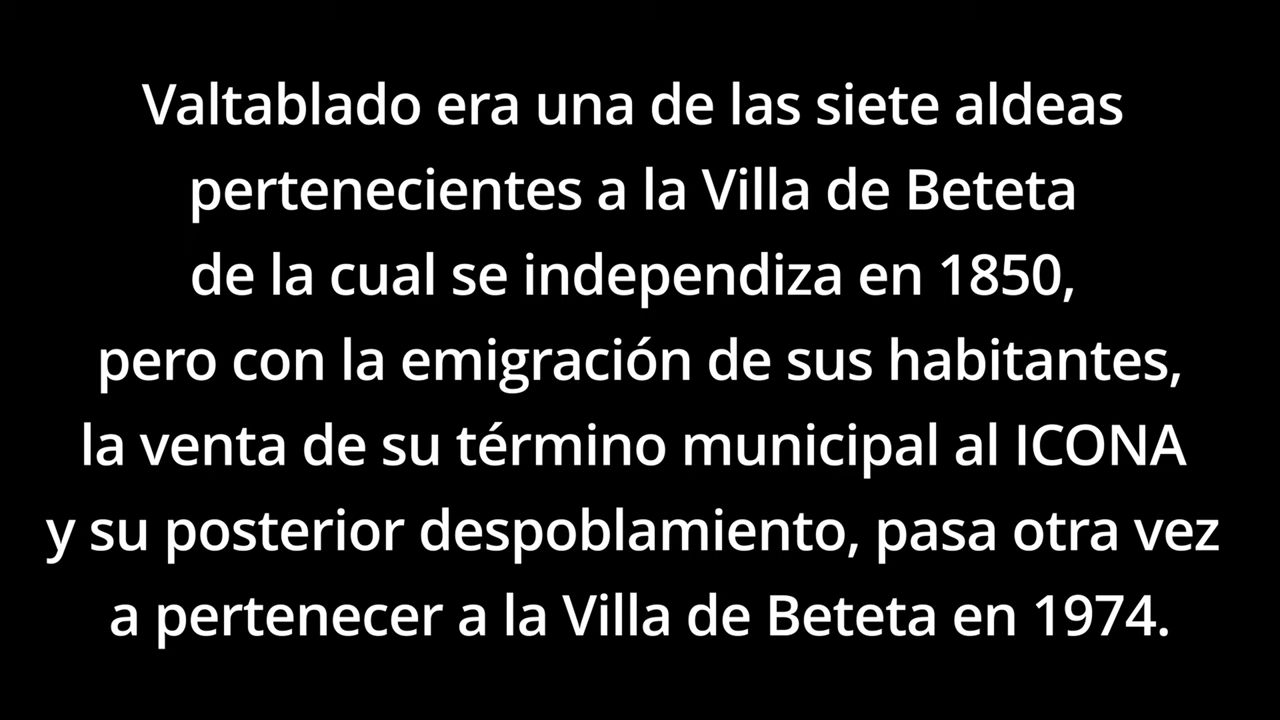 Valtablado era una de las siete aldeas
pertenecientes a la Villa de Beteta
de la cual se independiza en 1850,
pero con la emigración de sus habitantes,
la venta de su término municipal al ICONA
y su posterior despoblamiento, pasa otra vez
a pertenecer a la Villa de Beteta en 1974.